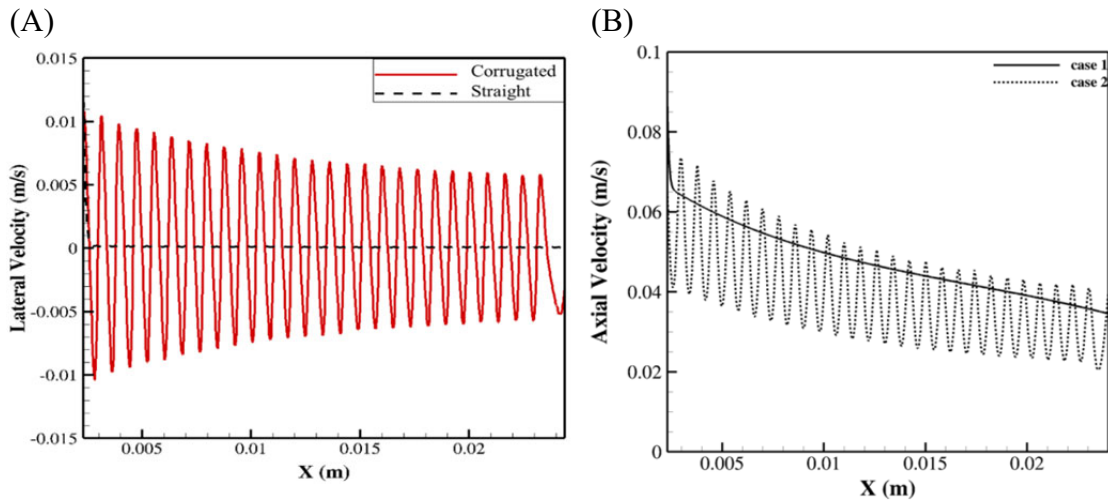 (A)
(B)
0.015
0.01
0.005
0
-0.005
-0.01
-0.015
Lateral Velocity (m/s)
Corrugated
Straight
0.005
0.01
0.015
0.02
X (m)
0.1
0.08
0.06
0.04
0.02
0
Axial Velocity (m/s)
case 1
case 2
0.005
0.01
0.015
0.02
X (m)